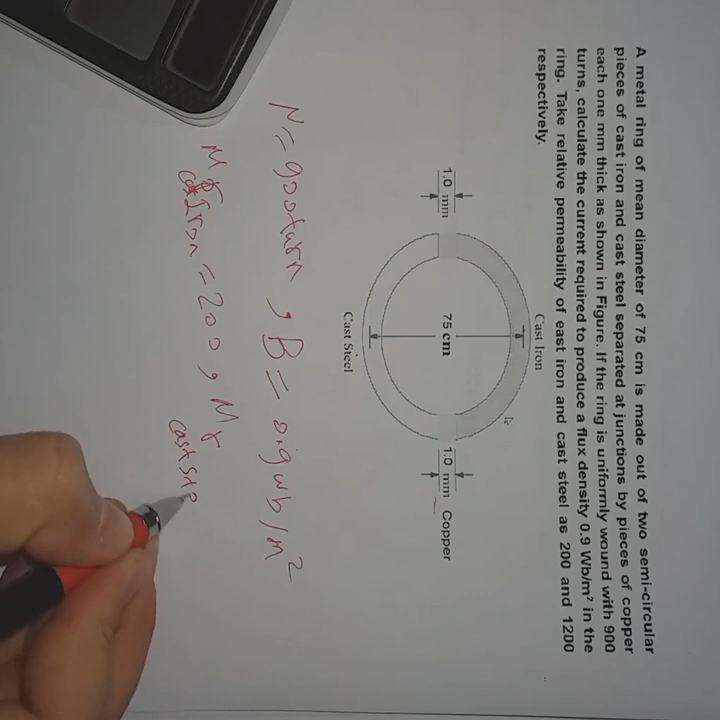 A metal ring of mean diameter of 75 cm is made out of two semi-circular
pieces of cast iron and cast steel separated at junctions by pieces of copper
each one mm thick as shown in Figure. If the ring is uniformly wound with 900
turns, calculate the current required to produce a flux density 0.9 Wb/m² in the
ring. Take relative permeability of east iron and cast steel as 200 and 1200
respectively.
Cast Iron
1.0 mm
75 cm
1.0 mm Copper
Cast Steel
N = 900 turn , B = 0.9 wb/m²
Mr = 200 , Mr
cast Iron
cast ste